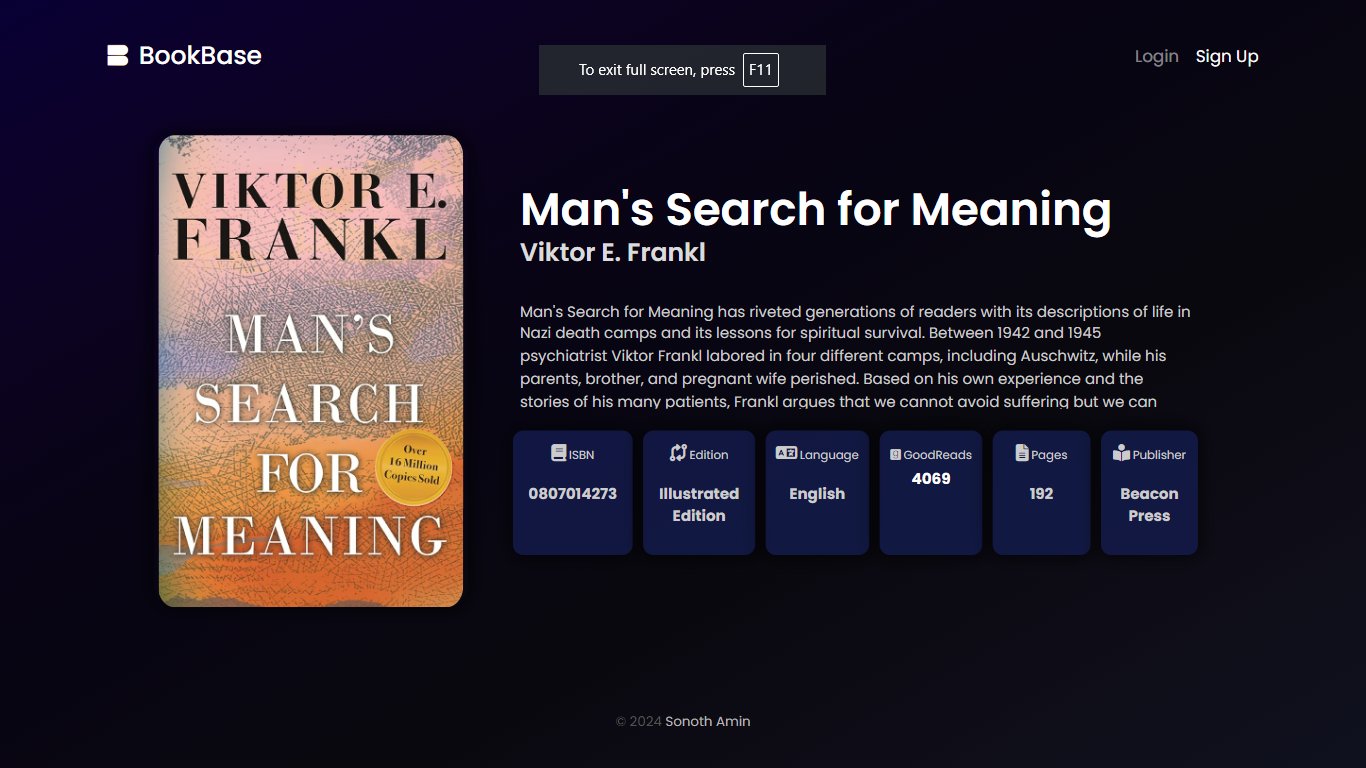 BookBase
To exit full screen, press F11
Login Sign Up
VIKTOR E.
FRANKL
MAN'S
SEARCH
FOR
MEANING
Over
16 Million
Copies Sold
Man's Search for Meaning
Viktor E. Frankl
Man's Search for Meaning has riveted generations of readers with its descriptions of life in
Nazi death camps and its lessons for spiritual survival. Between 1942 and 1945
psychiatrist Viktor Frankl labored in four different camps, including Auschwitz, while his
parents, brother, and pregnant wife perished. Based on his own experience and the
stories of his many patients, Frankl argues that we cannot avoid suffering but we can
ISBN
0807014273
Edition
Illustrated
Edition
Language
English
GoodReads
4069
Pages
192
Publisher
Beacon
Press
© 2024 Sonoth Amin